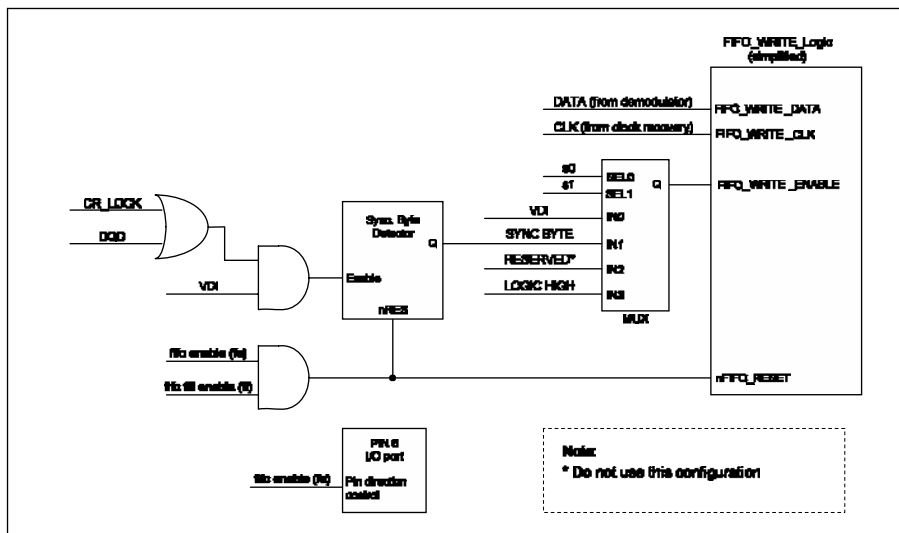 FIFO_WRITE_Logic
(simplified)
DATA (from demodulator)
FIFO_WRITE_DATA
CLK (from clock recovery)
FIFO_WRITE_CLK
s0
SEL0
Q
FIFO_WRITE_ENABLE
s1
SEL1
CR_LOCK
VDI
IN0
Sync. Byte
Detector
DQD
Q
SYNC BYTE
IN1
RESERVED*
IN2
Enable
VDI
LOGIC HIGH
IN3
nRES
MUX
fifo enable (fe)
nFIFO_RESET
fifo fill enable (ff)
PIN 6
I/O port
Note:
* Do not use this configuration
fifo enable (fe)
Pin direction
control